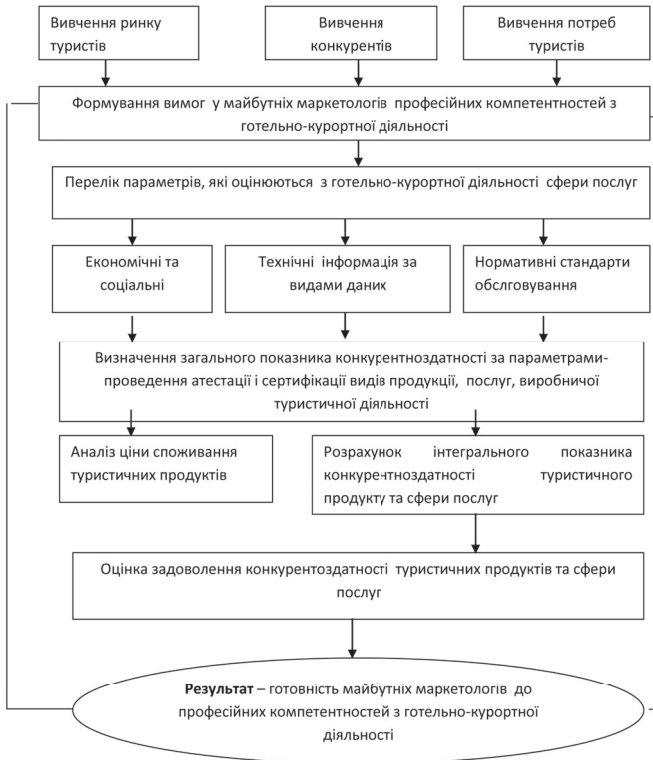 Вивчення ринку
туристів
Вивчення
конкурентів
Вивчення потреб
туристів
Формування вимог у майбутніх маркетологів професійних компетентностей з
готельно-курортної діяльності
Перелік параметрів, які оцінюються з готельно-курортної діяльності сфери послуг
Економічні та
соціальні
Технічні інформація за
видами даних
Нормативні стандарти
обслговування
Визначення загального показника конкурентноздатності за параметрами-
проведення атестації і сертифікації видів продукції, послуг, виробничої
туристичної діяльності
Аналіз ціни споживання
туристичних продуктів
Розрахунок інтегрального показника
конкурентноздатності туристичного
продукту та сфери послуг
Оцінка задоволення конкурентоздатності туристичних продуктів та сфери
послуг
Результат – готовність майбутніх маркетологів до
професійних компетентностей з готельно-курортної
діяльності